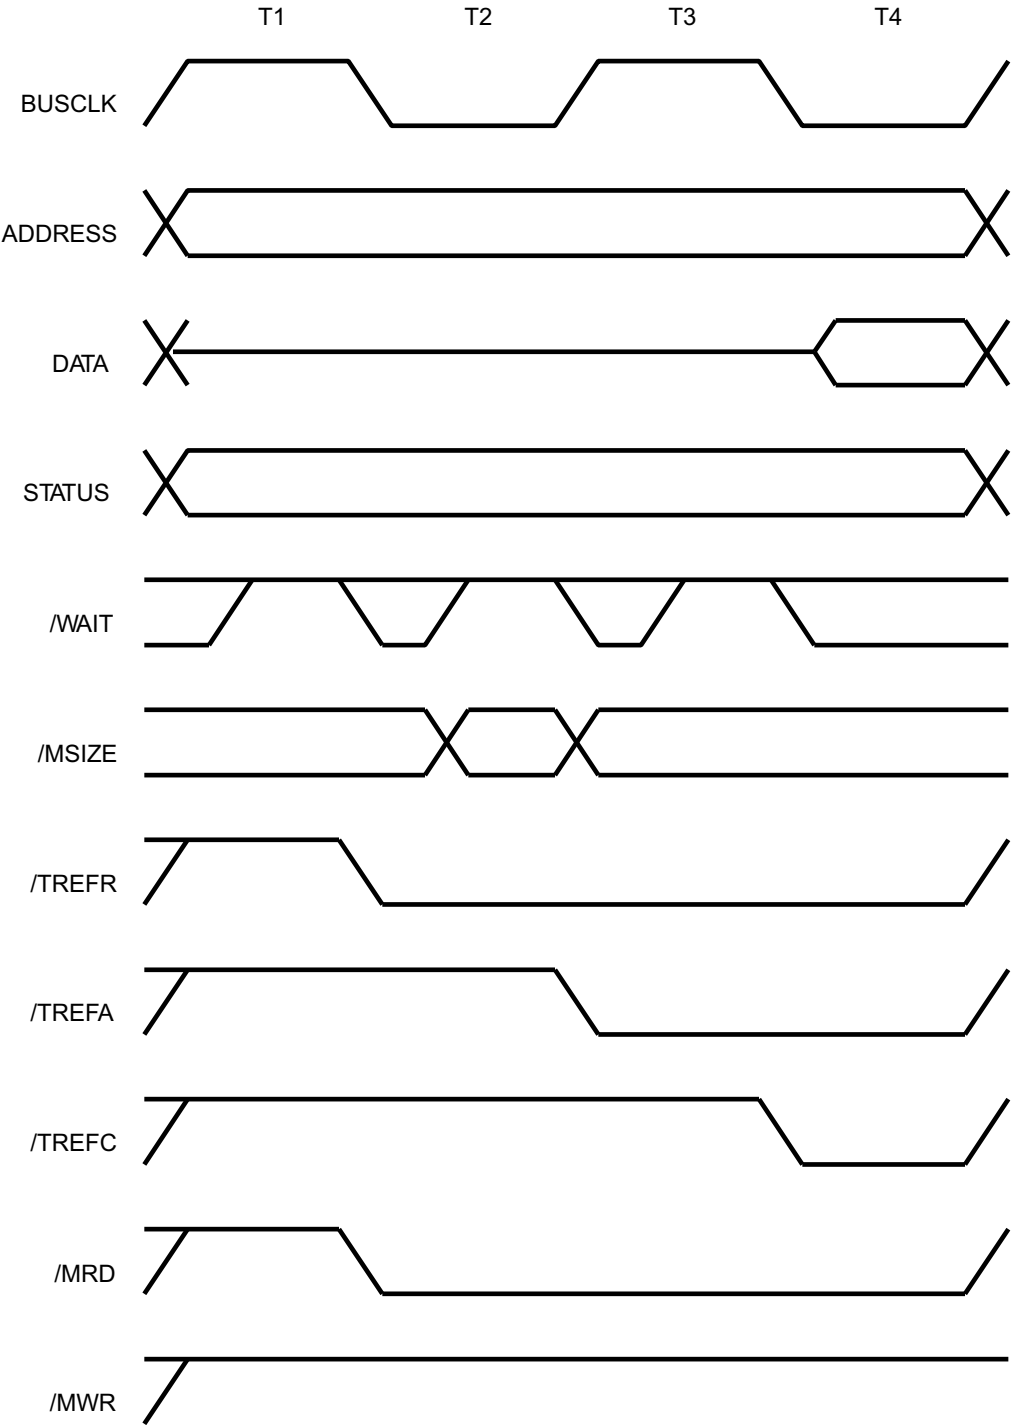 T1 T2 T3 T4
BUSCLK
ADDRESS
DATA
STATUS
/WAIT
/MSIZE
/TREFR
/TREFA
/TREFC
/MRD
/MWR